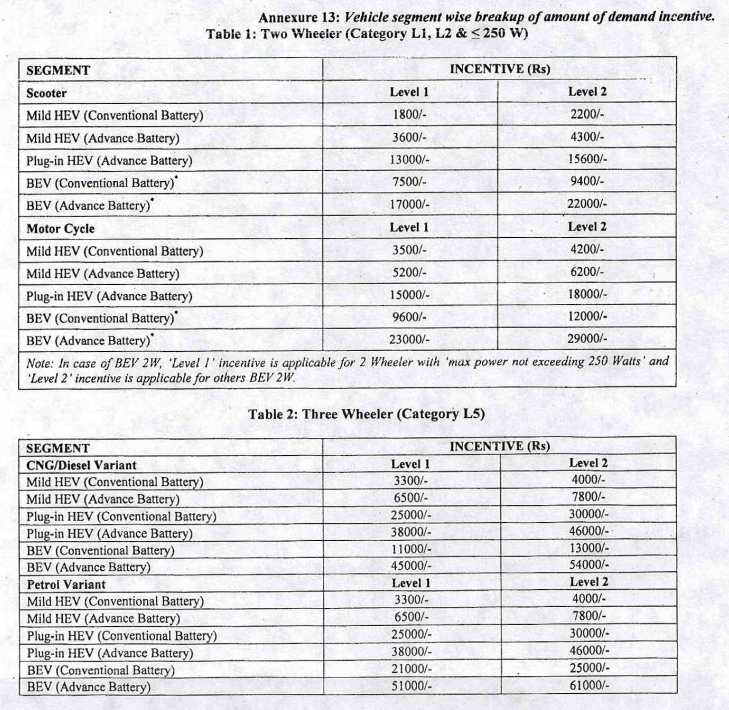 Annexure 13: Vehicle segment wise breakup of amount of demand incentive.
Table 1: Two Wheeler (Category L1, L2 & ≤ 250 W)
SEGMENT INCENTIVE (Rs)
Scooter Level 1 Level 2
Mild HEV (Conventional Battery) 1800/- 2200/-
Mild HEV (Advance Battery) 3600/- 4300/-
Plug-in HEV (Advance Battery) 13000/- 15600/-
BEV (Conventional Battery)* 7500/- 9400/-
BEV (Advance Battery)* 17000/- 22000/-
Motor Cycle Level 1 Level 2
Mild HEV (Conventional Battery) 3500/- 4200/-
Mild HEV (Advance Battery) 5200/- 6200/-
Plug-in HEV (Advance Battery) 15000/- 18000/-
BEV (Conventional Battery)* 9600/- 12000/-
BEV (Advance Battery)* 23000/- 29000/-
Note: In case of BEV 2W, 'Level 1' incentive is applicable for 2 Wheeler with 'max power not exceeding 250 Watts' and
'Level 2' incentive is applicable for others BEV 2W.
Table 2: Three Wheeler (Category L5)
SEGMENT INCENTIVE (Rs)
CNG/Diesel Variant Level 1 Level 2
Mild HEV (Conventional Battery) 3300/- 4000/-
Mild HEV (Advance Battery) 6500/- 7800/-
Plug-in HEV (Conventional Battery) 25000/- 30000/-
Plug-in HEV (Advance Battery) 38000/- 46000/-
BEV (Conventional Battery) 11000/- 13000/-
BEV (Advance Battery) 45000/- 54000/-
Petrol Variant Level 1 Level 2
Mild HEV (Conventional Battery) 3300/- 4000/-
Mild HEV (Advance Battery) 6500/- 7800/-
Plug-in HEV (Conventional Battery) 25000/- 30000/-
Plug-in HEV (Advance Battery) 38000/- 46000/-
BEV (Conventional Battery) 21000/- 25000/-
BEV (Advance Battery) 51000/- 61000/-